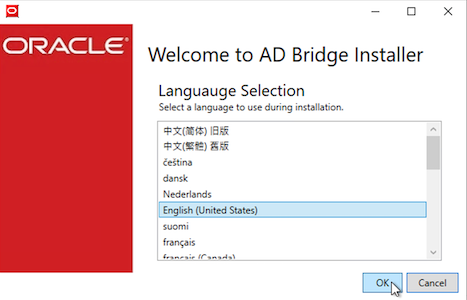 ORACLE®
Welcome to AD Bridge Installer
Languauge Selection
Select a language to use during installation.
中文(简体) 旧版
中文(繁體) 舊版
čeština
dansk
Nederlands
English (United States)
suomi
français
français (Canada)
OK
Cancel